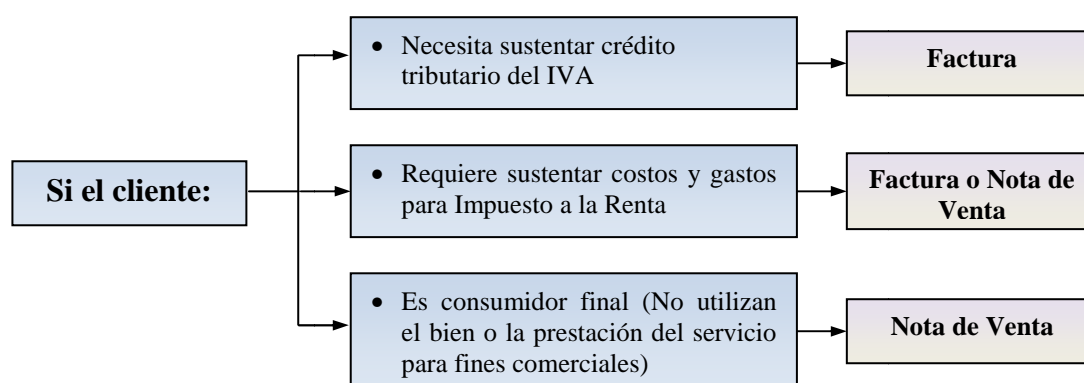 Si el cliente:
• Necesita sustentar crédito
tributario del IVA
Factura
• Requiere sustentar costos y gastos
para Impuesto a la Renta
Factura o Nota de
Venta
• Es consumidor final (No utilizan
el bien o la prestación del servicio
para fines comerciales)
Nota de Venta